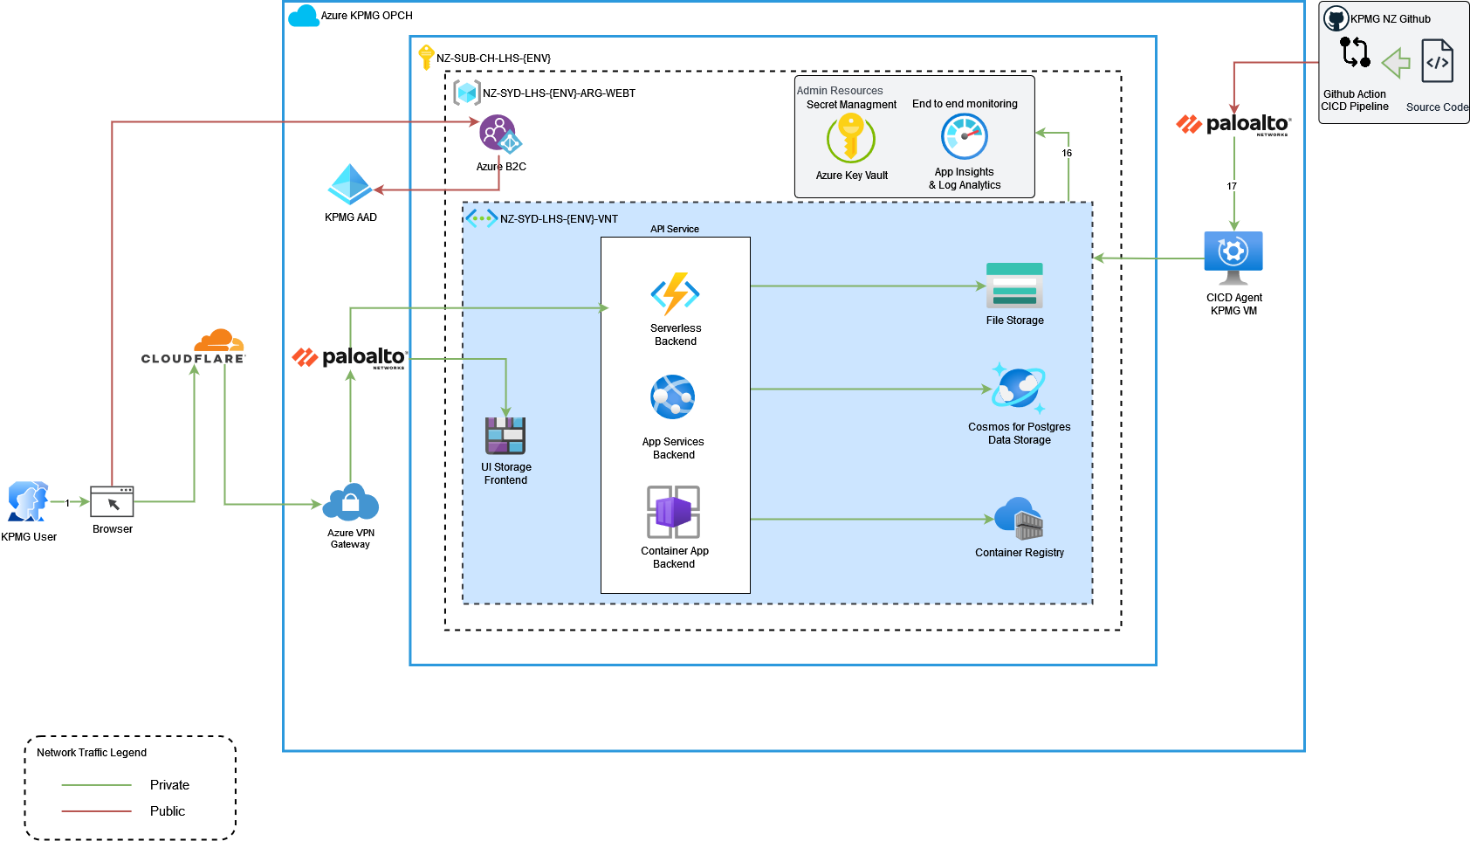 Azure KPMG OPCH
KPMG NZ Github
Github Action
CICD Pipeline
Source Code
NZ-SUB-CH-LHS-{ENV}
NZ-SYD-LHS-{ENV}-ARG-WEBT
Admin Resources
Secret Managment
End to end monitoring
Azure Key Vault
App Insights
& Log Analytics
16
paloalto
NETWORKS
17
Azure B2C
KPMG AAD
NZ-SYD-LHS-{ENV}-VNT
API Service
Serverless
Backend
File Storage
CICD Agent
KPMG VM
CLOUDFLARE
paloalto
NETWORKS
App Services
Backend
Cosmos for Postgres
Data Storage
UI Storage
Frontend
1
KPMG User
Browser
Azure VPN
Gateway
Container App
Backend
Container Registry
Network Traffic Legend
Private
Public